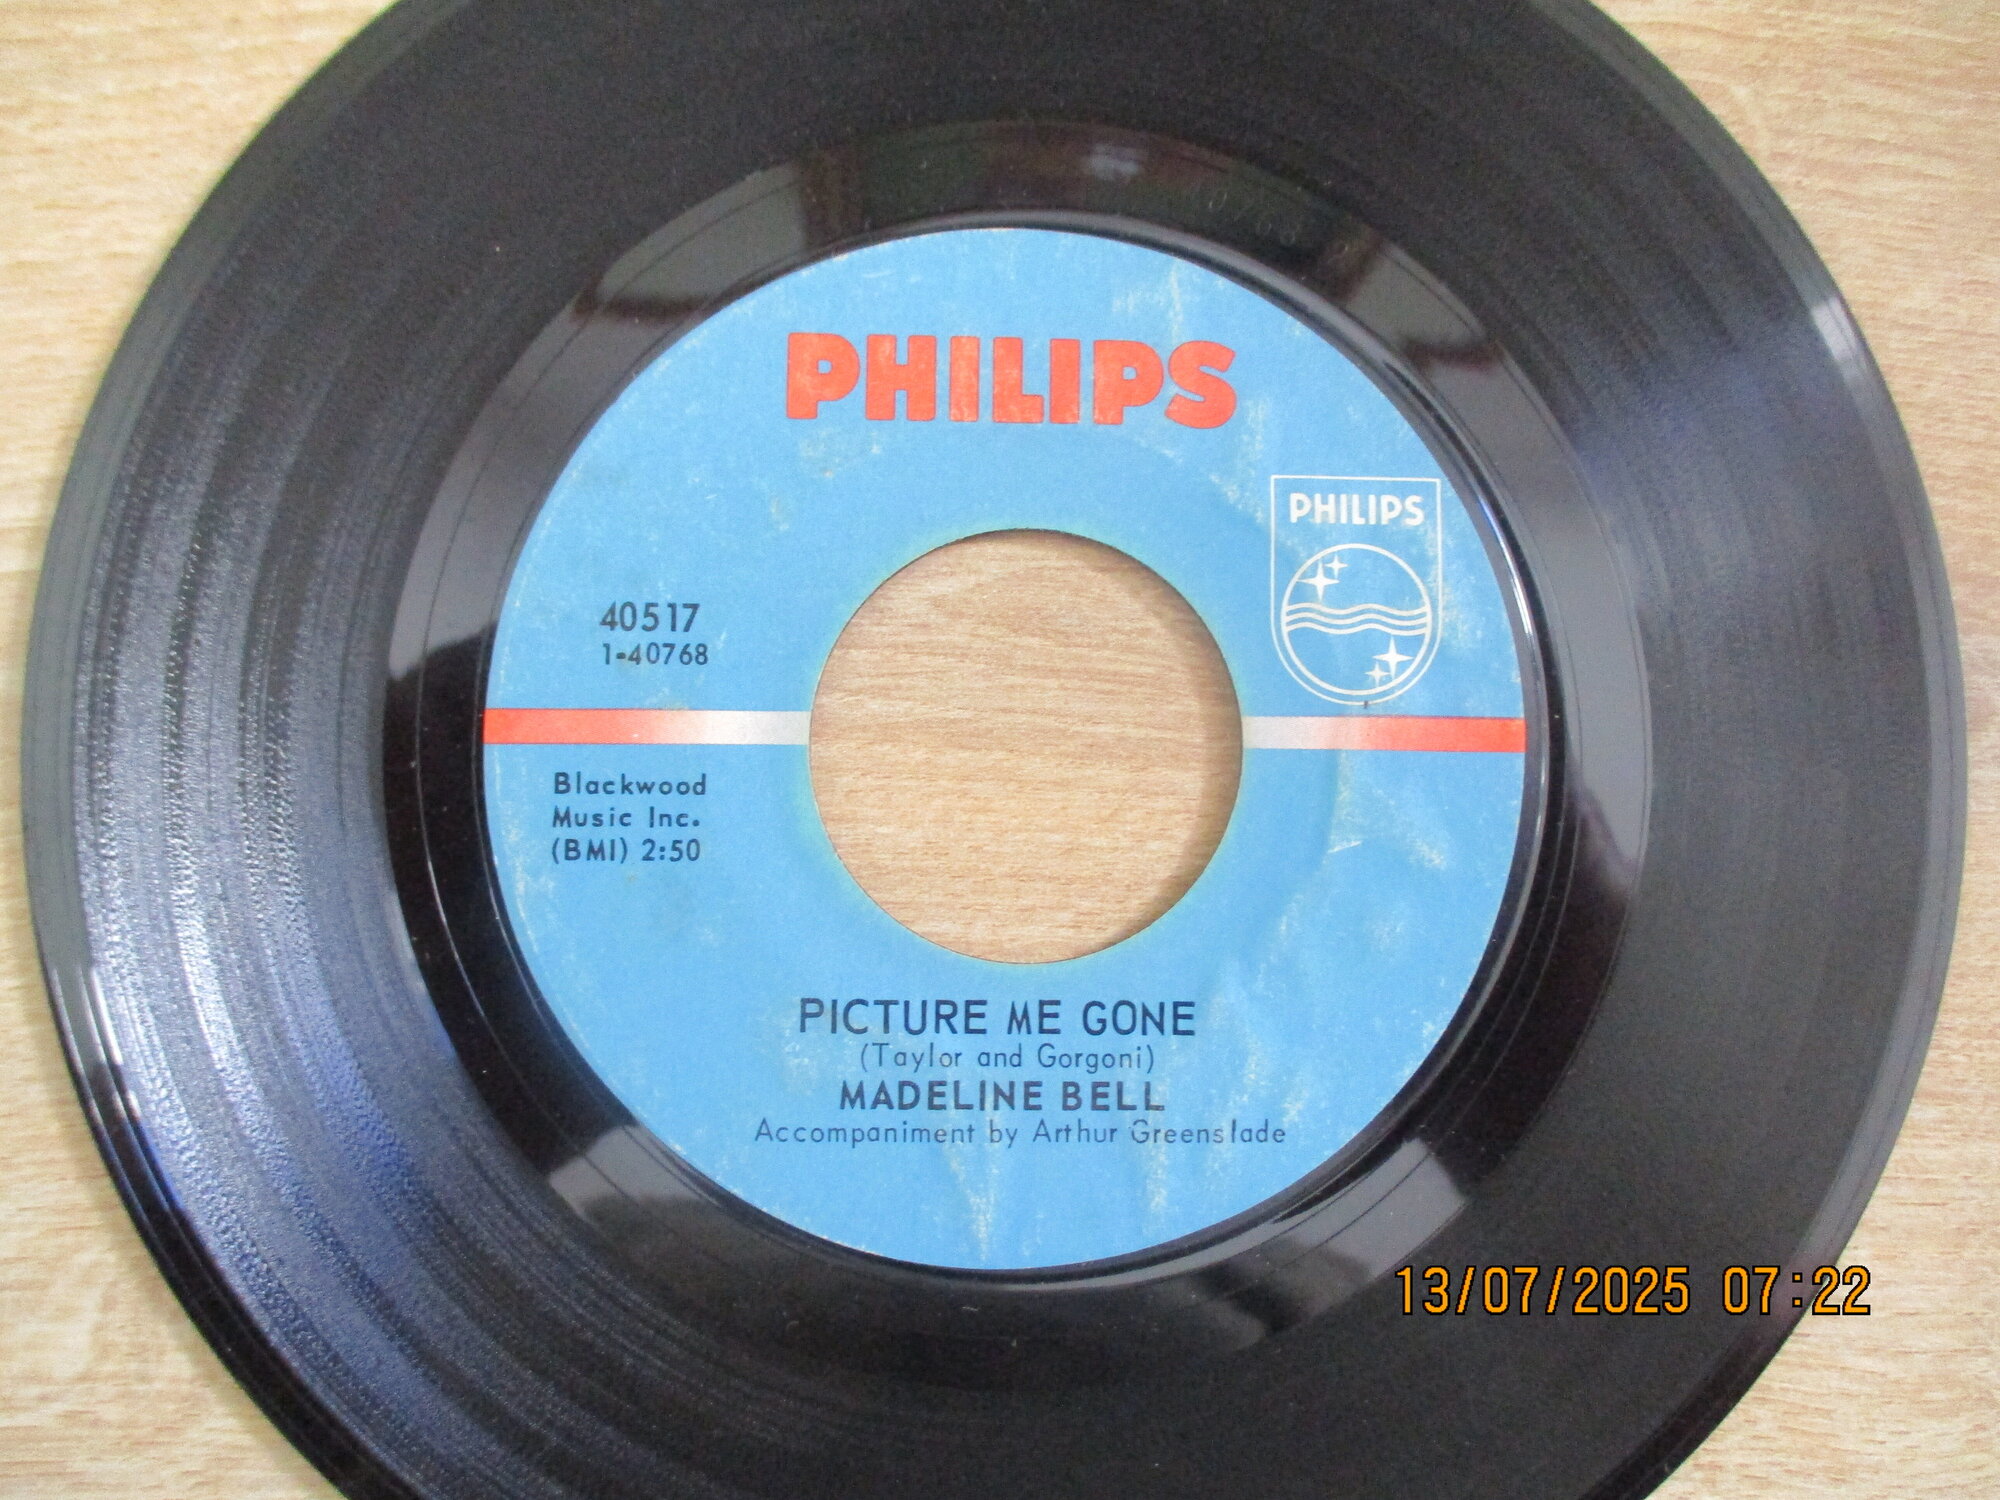 PHILIPS
PHILIPS
40517
1-40768
Blackwood
Music Inc.
(BMI) 2:50
PICTURE ME GONE
(Taylor and Gorgoni)
MADELINE BELL
Accompaniment by Arthur Greenslade
13/07/2025 07:22